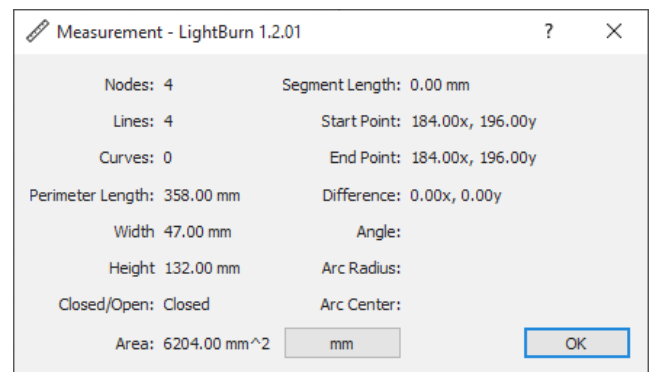 Measurement - LightBurn 1.2.01 ?
Nodes: 4 Segment Length: 0.00 mm
Lines: 4 Start Point: 184.00x, 196.00y
Curves: 0 End Point: 184.00x, 196.00y
Perimeter Length: 358.00 mm Difference: 0.00x, 0.00y
Width 47.00 mm Angle:
Height 132.00 mm Arc Radius:
Closed/Open: Closed Arc Center:
Area: 6204.00 mm^2 mm OK